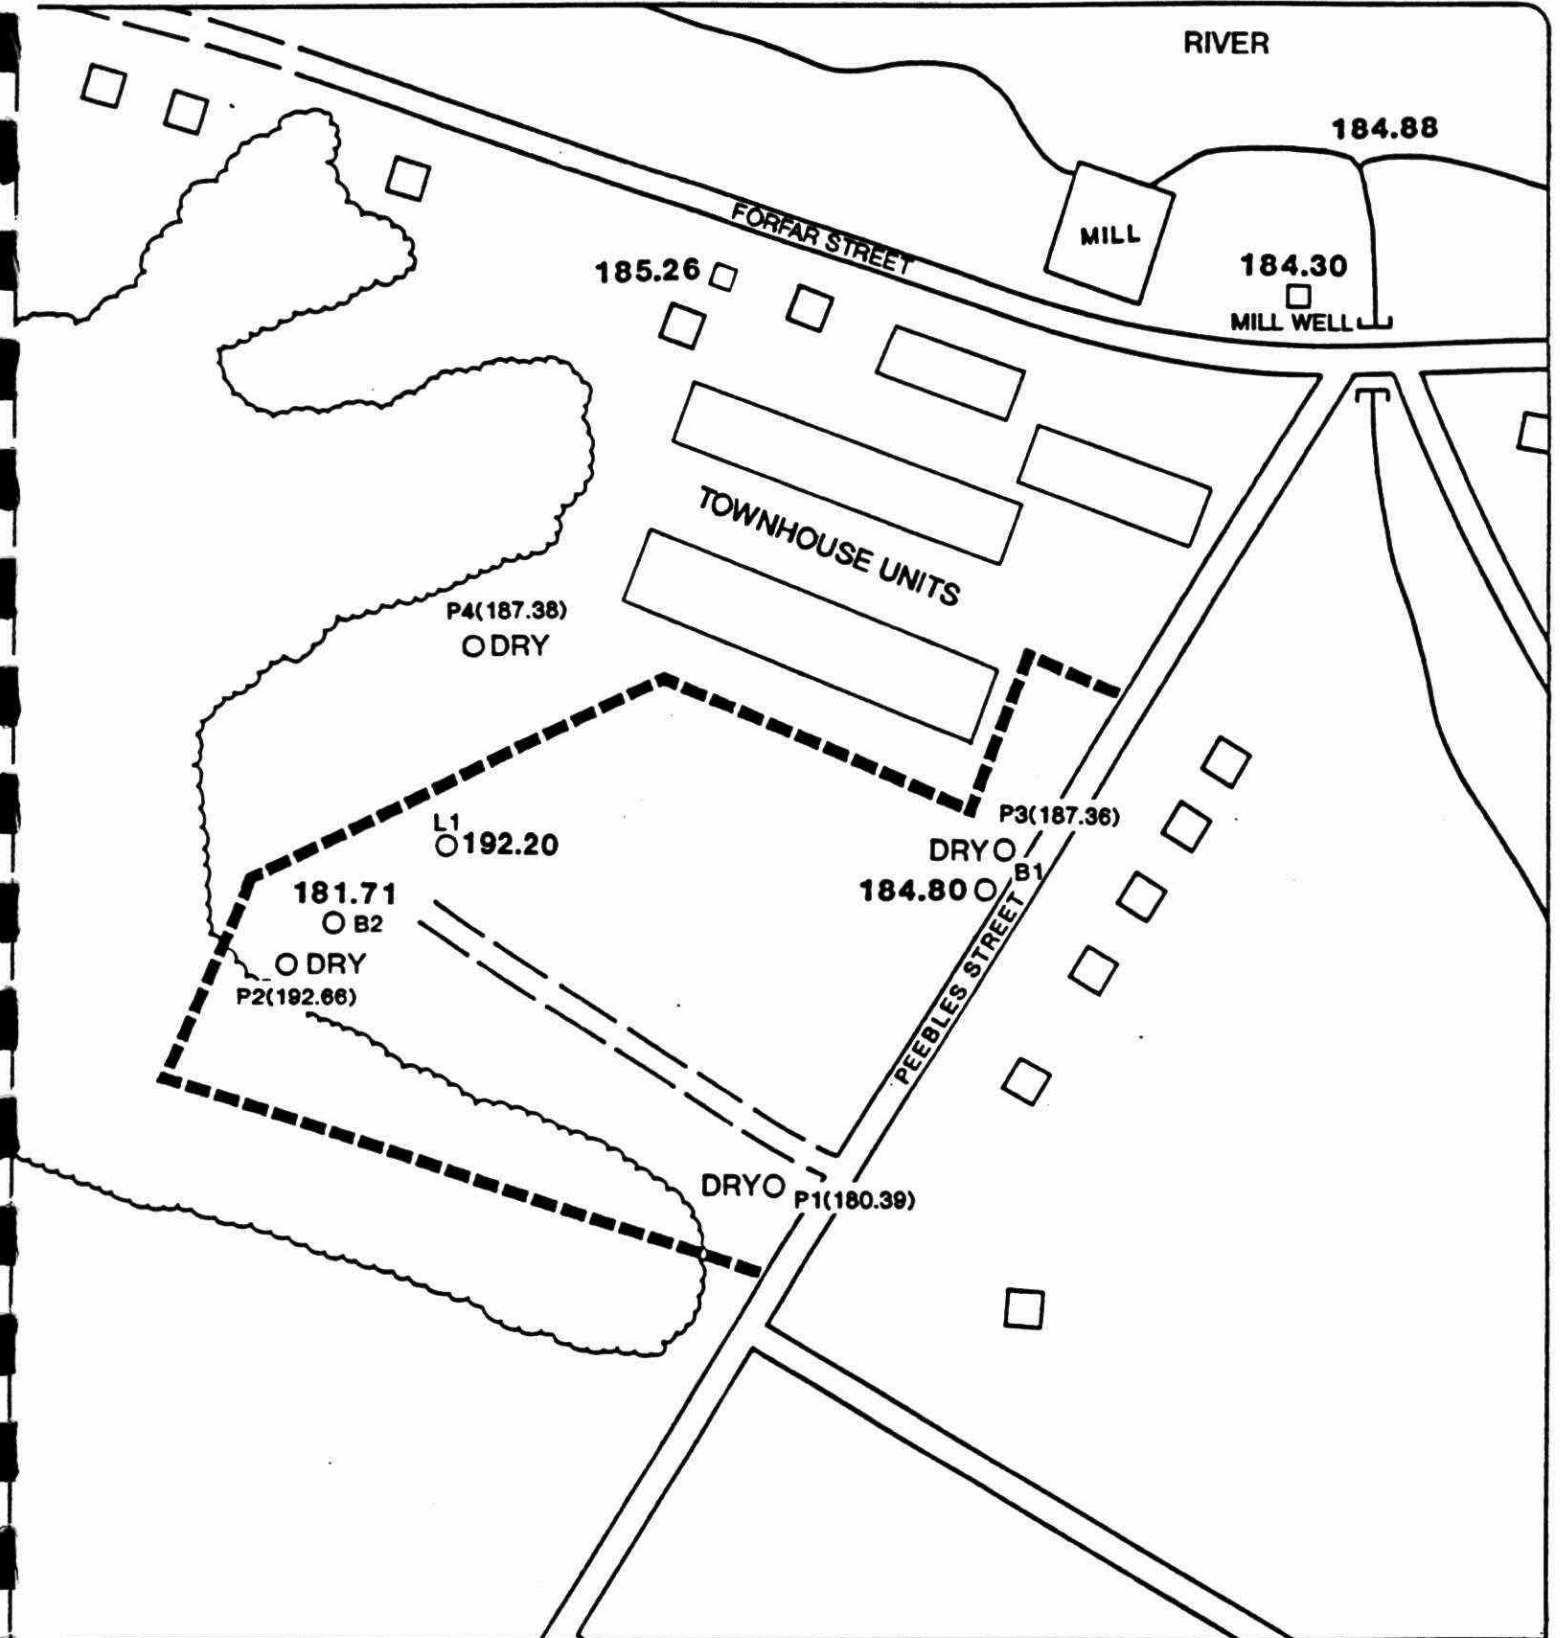 RIVER
184.88
FORFAR STREET
MILL
184.30
185.26
MILL WELL
TOWNHOUSE UNITS
P4(187.38)
DRY
P3(187.36)
L1
192.20
DRY
B1
184.80
181.71
B2
DRY
P2(192.66)
PEEBLES STREET
DRY
P1(180.39)